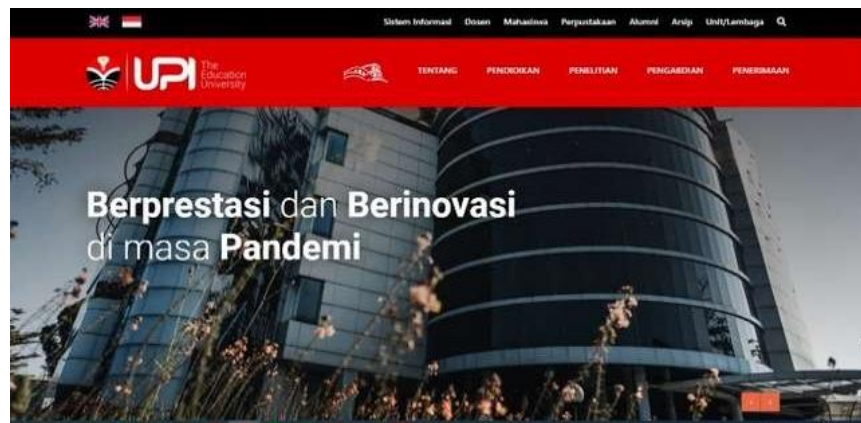 Sistem Informasi Dosen Mahasiswa Perpustakaan Alumni Arsip Unit/Lembaga
UPI The
Education
University
TENTANG PENDIDIKAN PENELITIAN PENGABDIAN PENERIMAAN
Berprestasi dan Berinovasi
di masa Pandemi